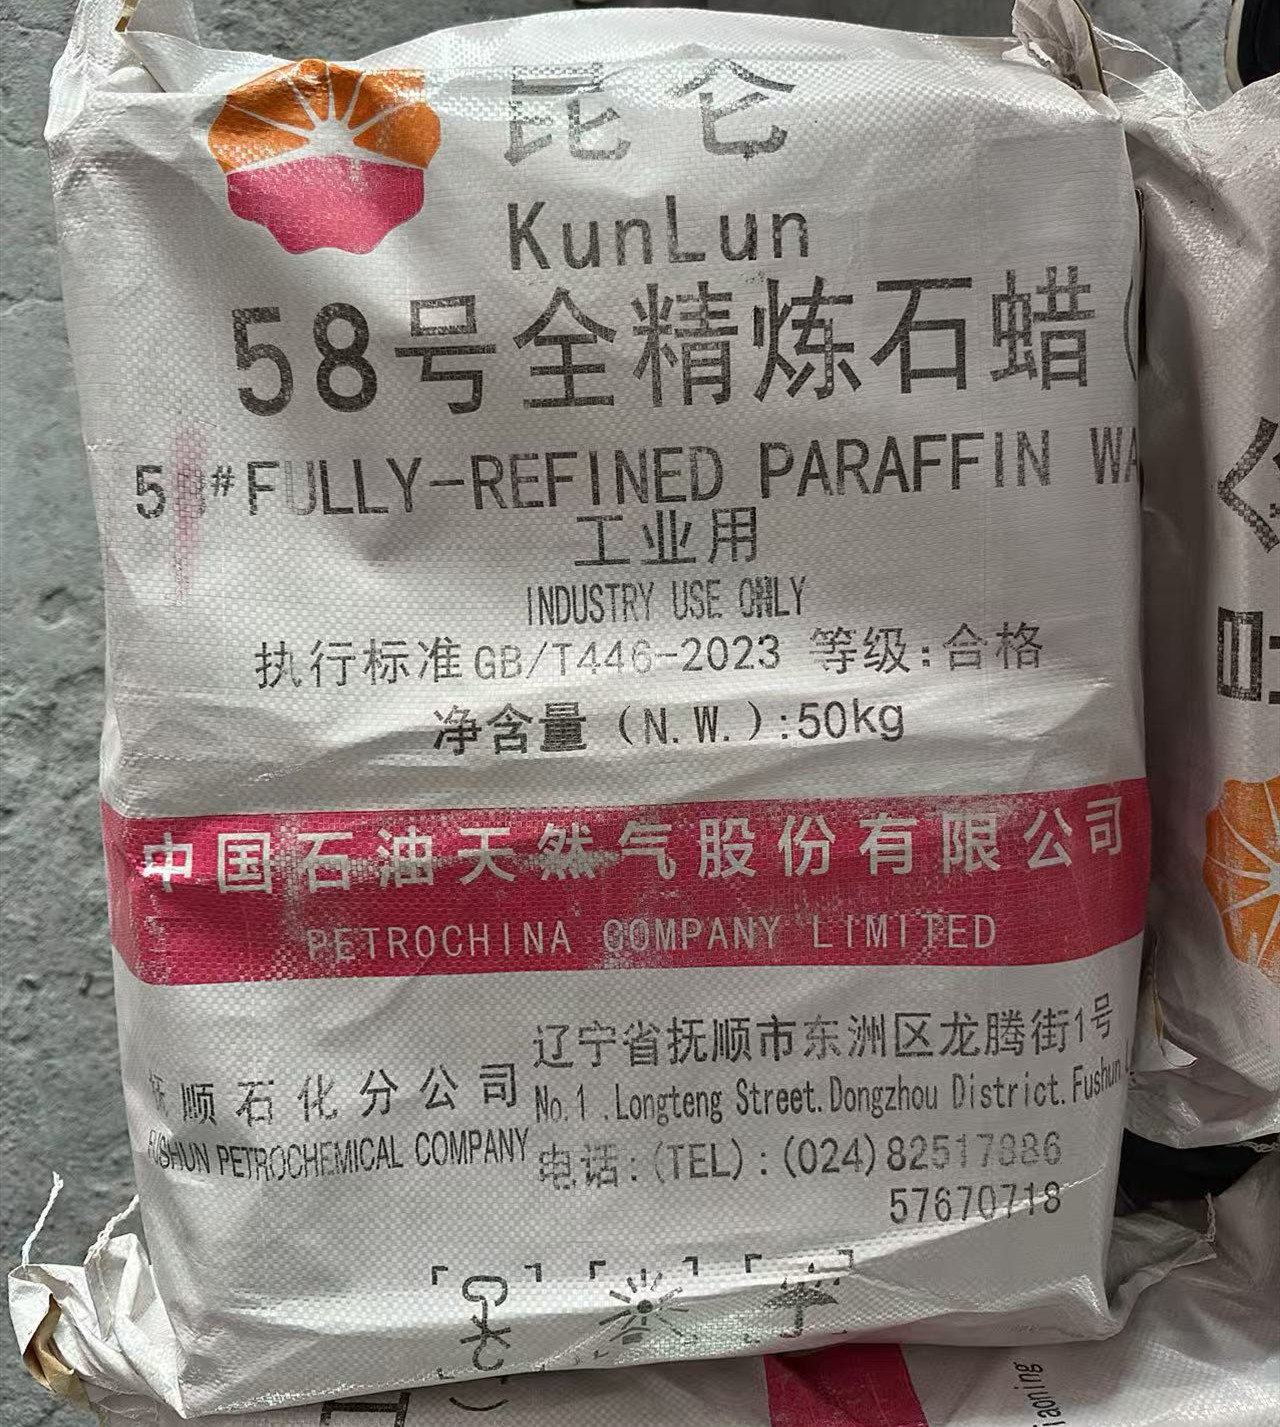 昆仑
KunLun
58号全精炼石蜡(
58#FULLY-REFINED PARAFFIN WA
工业用
INDUSTRY USE ONLY
执行标准GB/T446-2023 等级:合格
净含量(N.W.):50kg
中国石油天然气股份有限公司
PETROCHINA COMPANY LIMITED
抚顺石化分公司
FUSHUN PETROCHEMICAL COMPANY
辽宁省抚顺市东洲区龙腾街1号
No.1 .Longteng Street.Dongzhou District.Fushun
电话:(TEL):(024)82517886
57670718
iaoning